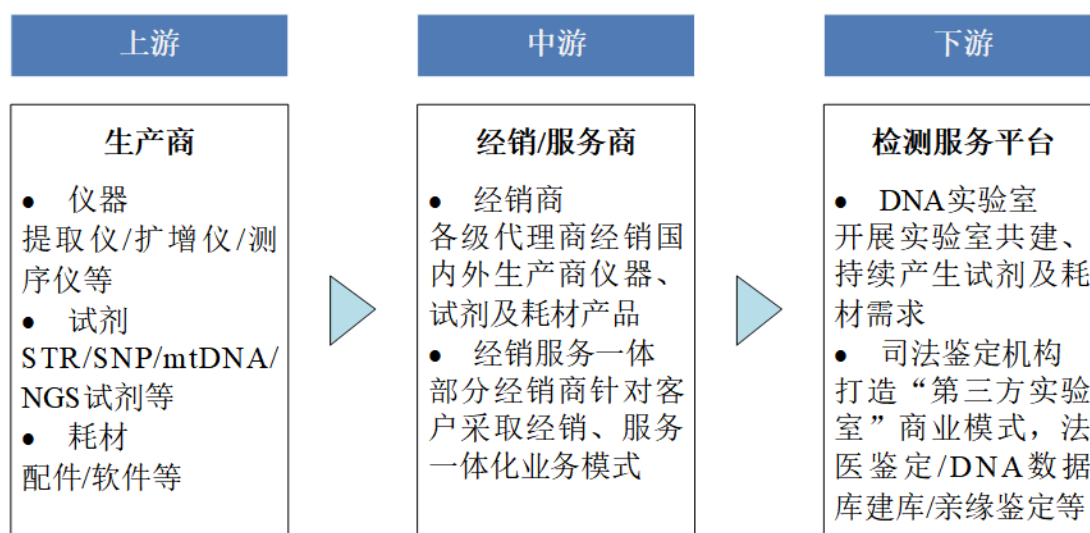 上游
中游
下游
生产商
• 仪器
提取仪/扩增仪/测
序仪等
• 试剂
STR/SNP/mtDNA/
NGS试剂等
• 耗材
配件/软件等
经销/服务商
• 经销商
各级代理商经销国
内外生产商仪器、
试剂及耗材产品
• 经销服务一体
部分经销商针对客
户采取经销、服务
一体化业务模式
检测服务平台
• DNA实验室
开展实验室共建、
持续产生试剂及耗
材需求
• 司法鉴定机构
打造“第三方实验
室”商业模式，法
医鉴定/DNA数据
库建库/亲缘鉴定等